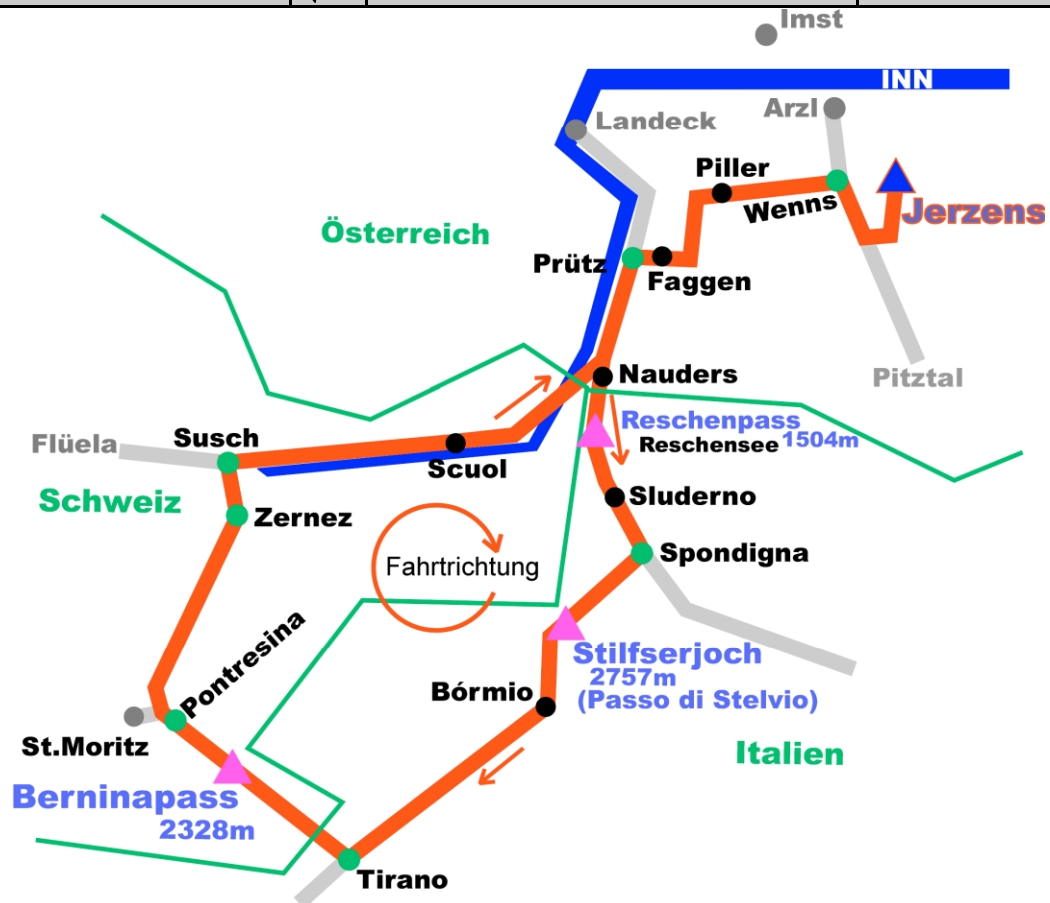 Imst
INN
Arzl
Landeck
Piller
Wenns
Jerzens
Österreich
Prütz
Faggen
Pitztal
Nauders
Reschenpass
1504m
Reschensee
Flüela
Susch
Scuol
Schweiz
Zernez
Sluderno
Spondigna
Fahrtrichtung
Pontresina
Stilfserjoch
2757m
(Passo di Stelvio)
Bórmio
St.Moritz
Italien
Berninapass
2328m
Tirano